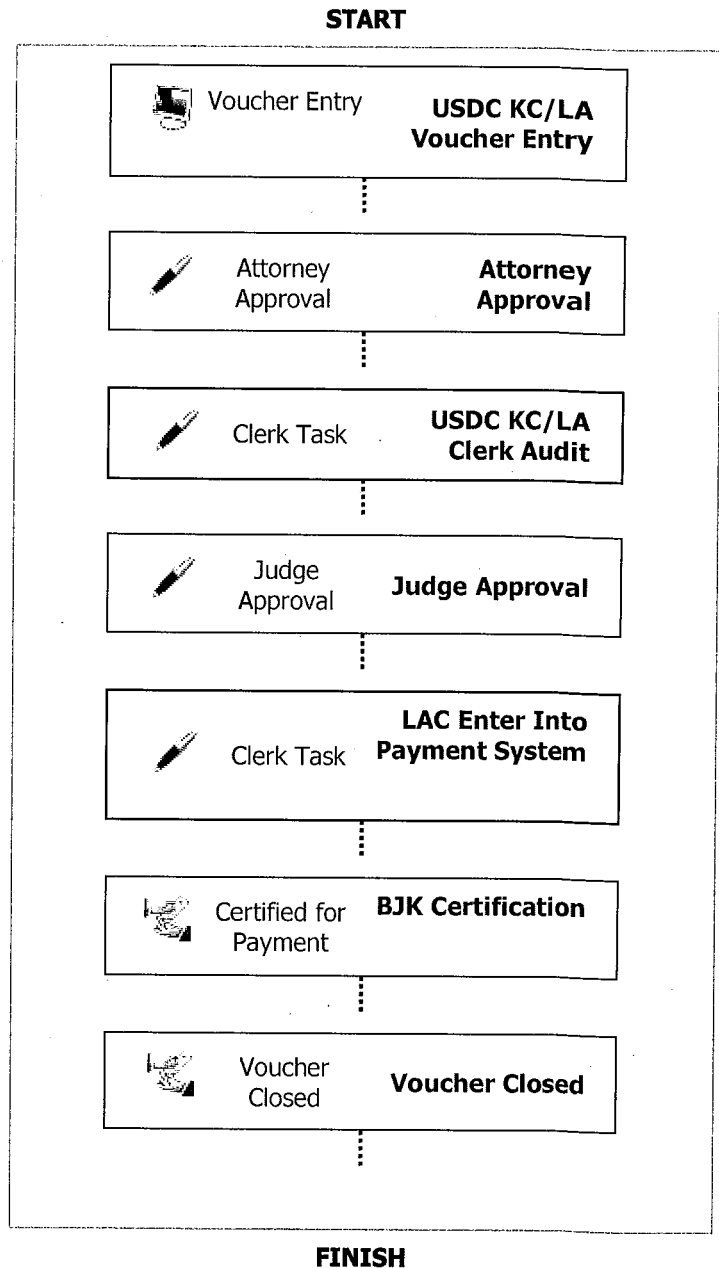 START
Voucher Entry
USDC KC/LA
Voucher Entry
Attorney
Approval
Attorney
Approval
Clerk Task
USDC KC/LA
Clerk Audit
Judge
Approval
Judge Approval
Clerk Task
LAC Enter Into
Payment System
Certified for
Payment
BJK Certification
Voucher
Closed
Voucher Closed
FINISH